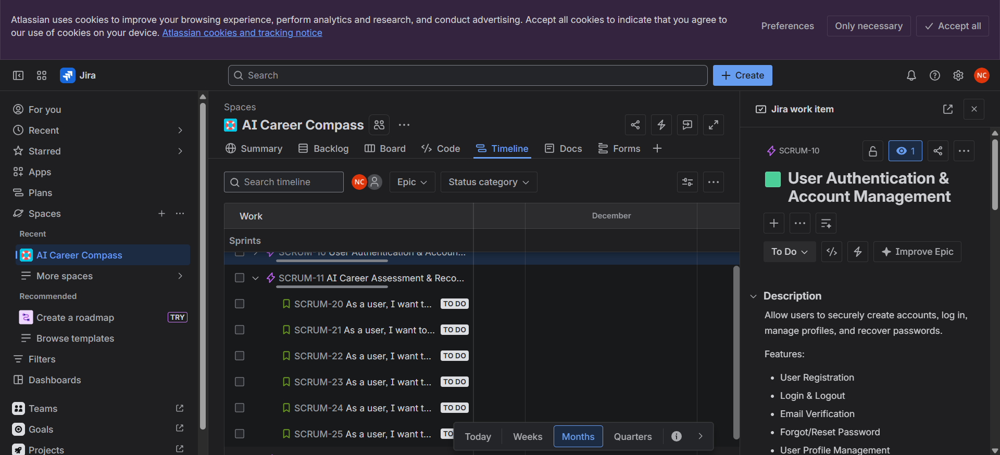 Atlassian uses cookies to improve your browsing experience, perform analytics and research, and conduct advertising. Accept all cookies to indicate that you agree to
our use of cookies on your device. Atlassian cookies and tracking notice
Preferences
Only necessary
Accept all
Jira
Search
Create
NC
For you
Recent
Starred
Apps
Plans
Spaces
Recent
AI Career Compass
More spaces
Recommended
Create a roadmap
TRY
Browse templates
Filters
Dashboards
Teams
Goals
Projects
Spaces
AI Career Compass
Summary
Backlog
Board
Code
Timeline
Docs
Forms
Search timeline
NC
Epic
Status category
Work
December
Sprints
SCRUM-10 User Authentication & Accoun...
SCRUM-11 AI Career Assessment & Reco...
SCRUM-20 As a user, I want t... TO DO
SCRUM-21 As a user, I want to... TO DO
SCRUM-22 As a user, I want t... TO DO
SCRUM-23 As a user, I want t... TO DO
SCRUM-24 As a user, I want t... TO DO
SCRUM-25 As a user, I want t... TO
Today
Weeks
Months
Quarters
Jira work item
SCRUM-10
1
User Authentication &
Account Management
To Do
Improve Epic
Description
Allow users to securely create accounts, log in,
manage profiles, and recover passwords.
Features:
• User Registration
• Login & Logout
• Email Verification
• Forgot/Reset Password
• User Profile Management